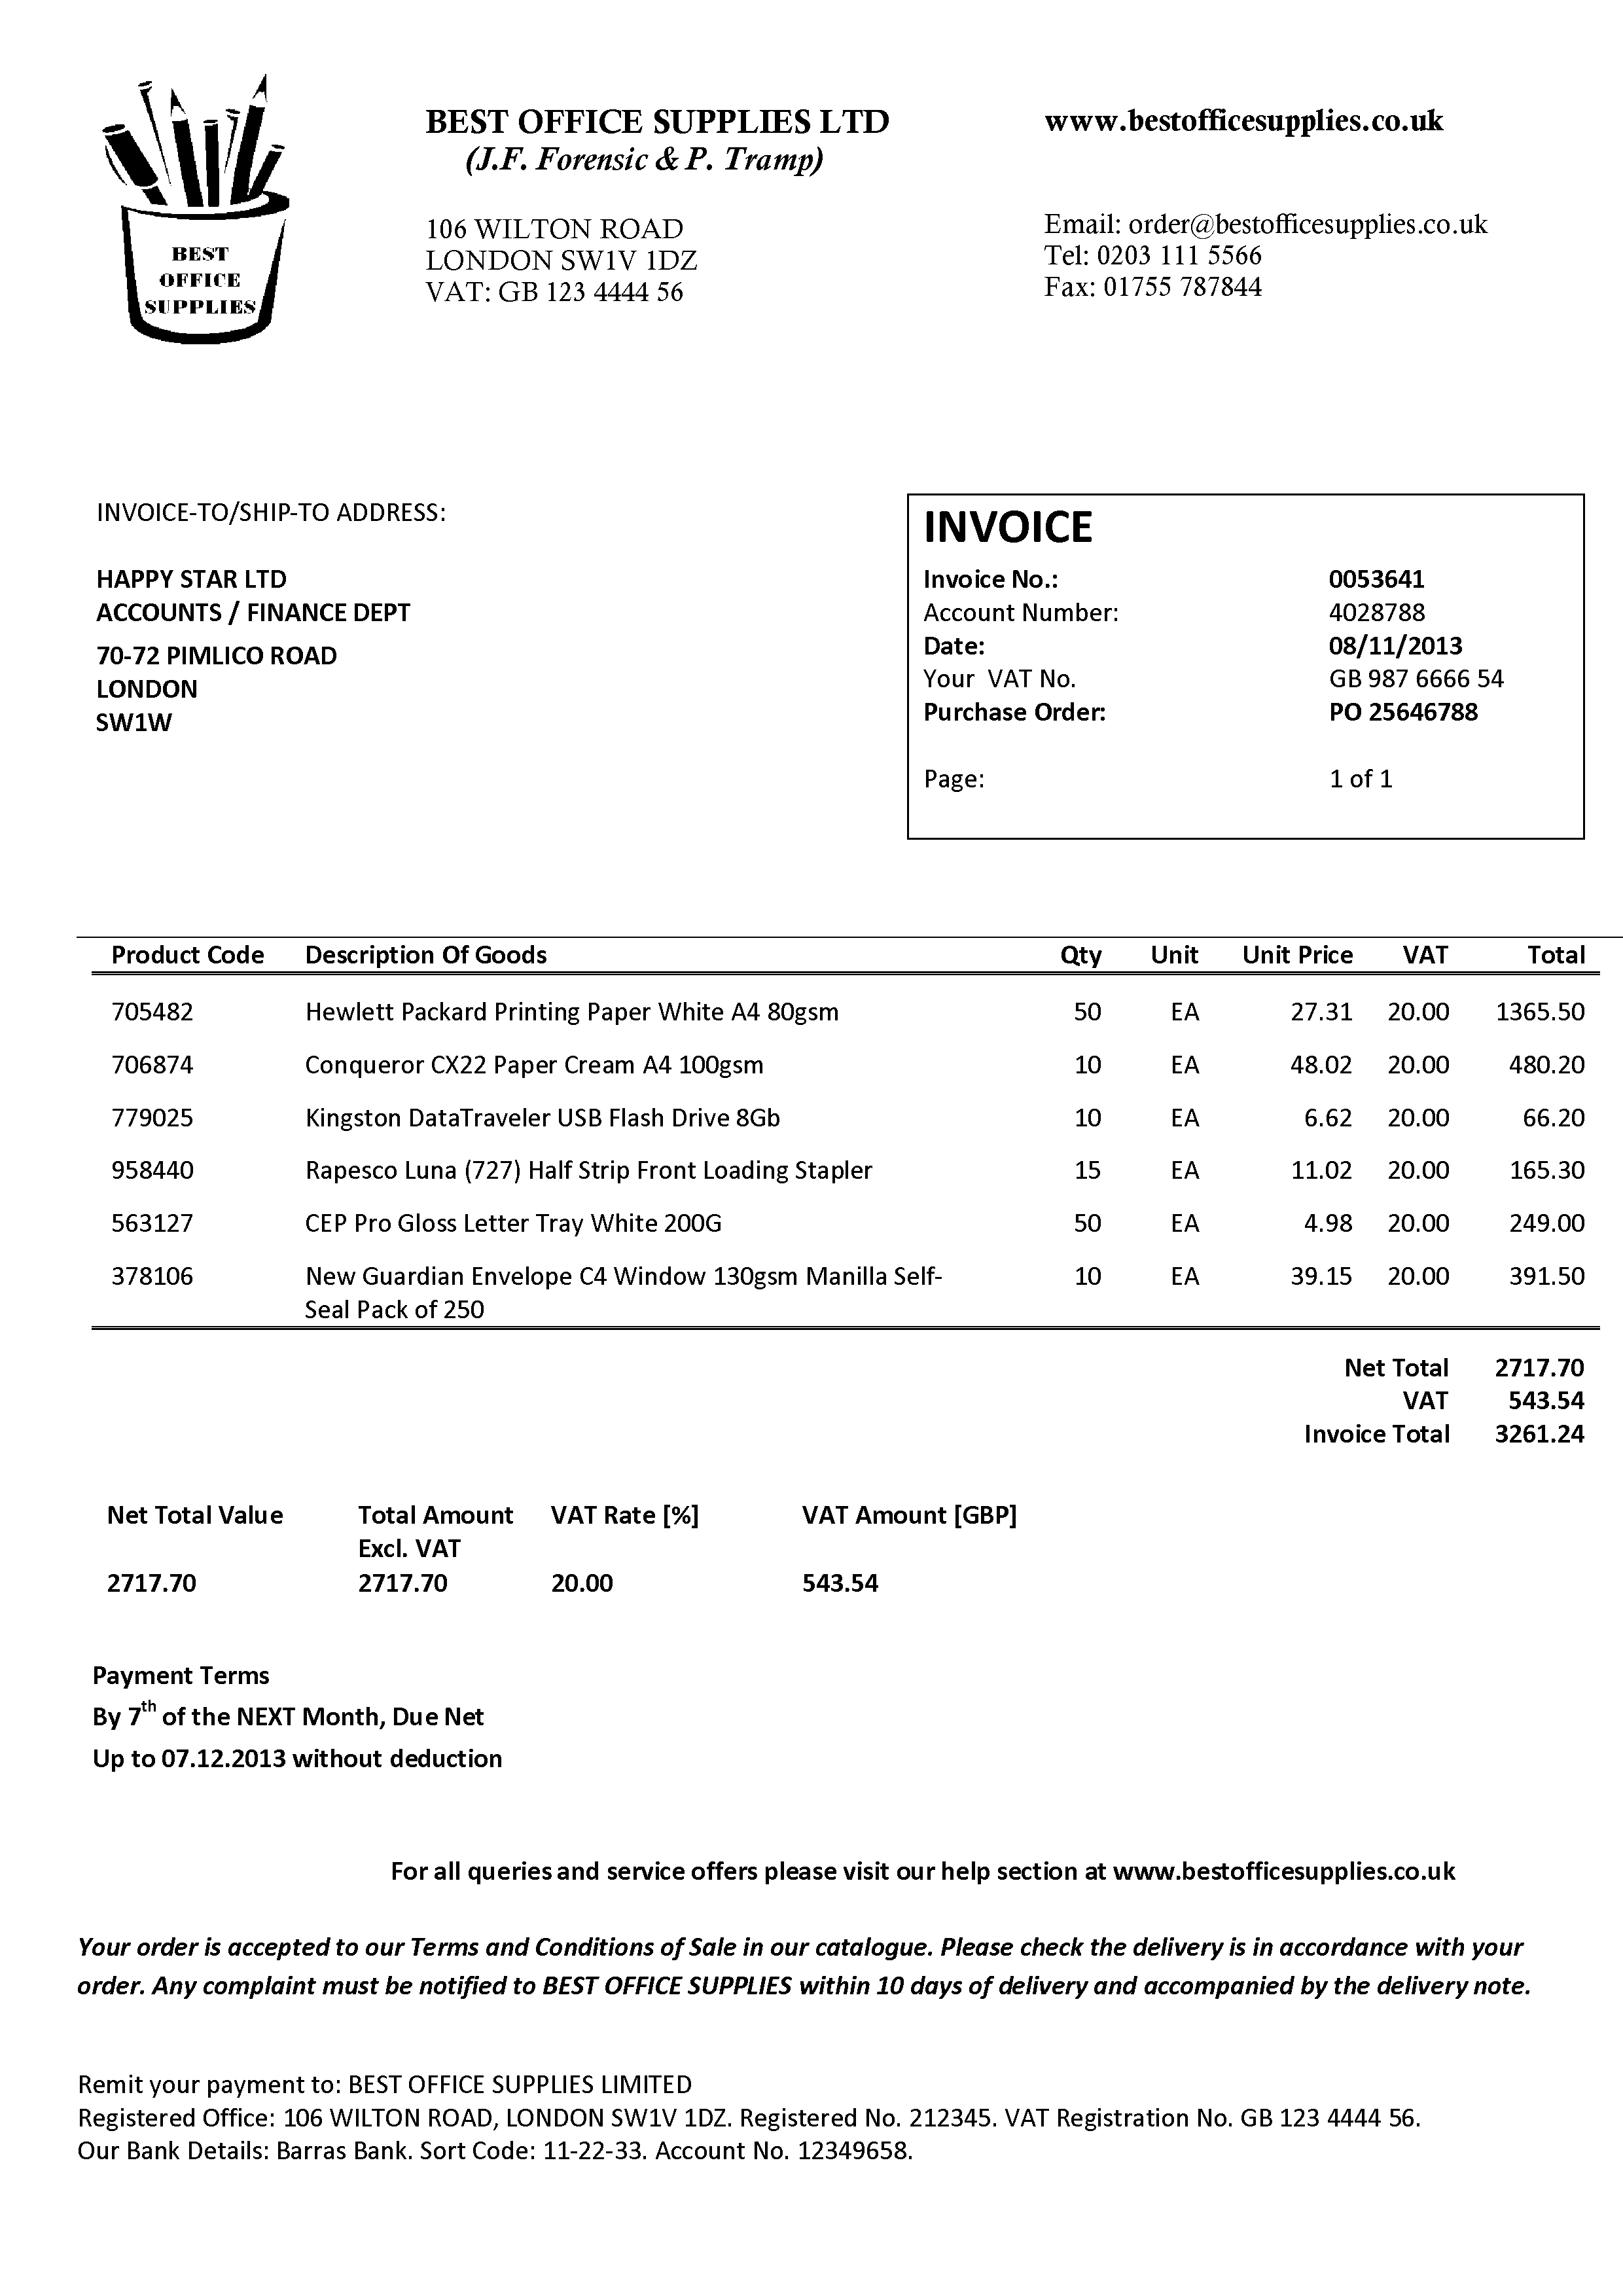 BEST
OFFICE
SUPPLIES
BEST OFFICE SUPPLIES LTD
(J.F. Forensic & P. Tramp)
106 WILTON ROAD
LONDON SW1V 1DZ
VAT: GB 123 4444 56
www.bestofficesupplies.co.uk
Email: order@bestofficesupplies.co.uk
Tel: 0203 111 5566
Fax: 01755 787844
INVOICE-TO/SHIP-TO ADDRESS:
HAPPY STAR LTD
ACCOUNTS / FINANCE DEPT
70-72 PIMLICO ROAD
LONDON
SW1W
INVOICE
Invoice No.: 0053641
Account Number: 4028788
Date: 08/11/2013
Your VAT No. GB 987 6666 54
Purchase Order: PO 25646788
Page: 1 of 1
Product Code Description Of Goods Qty Unit Unit Price VAT Total
705482 Hewlett Packard Printing Paper White A4 80gsm 50 EA 27.31 20.00 1365.50
706874 Conqueror CX22 Paper Cream A4 100gsm 10 EA 48.02 20.00 480.20
779025 Kingston DataTraveler USB Flash Drive 8Gb 10 EA 6.62 20.00 66.20
958440 Rapesco Luna (727) Half Strip Front Loading Stapler 15 EA 11.02 20.00 165.30
563127 CEP Pro Gloss Letter Tray White 200G 50 EA 4.98 20.00 249.00
378106 New Guardian Envelope C4 Window 130gsm Manilla Self- 10 EA 39.15 20.00 391.50
Seal Pack of 250
Net Total 2717.70
VAT 543.54
Invoice Total 3261.24
Net Total Value Total Amount VAT Rate [%] VAT Amount [GBP]
Excl. VAT
2717.70 2717.70 20.00 543.54
Payment Terms
By 7th of the NEXT Month, Due Net
Up to 07.12.2013 without deduction
For all queries and service offers please visit our help section at www.bestofficesupplies.co.uk
Your order is accepted to our Terms and Conditions of Sale in our catalogue. Please check the delivery is in accordance with your
order. Any complaint must be notified to BEST OFFICE SUPPLIES within 10 days of delivery and accompanied by the delivery note.
Remit your payment to: BEST OFFICE SUPPLIES LIMITED
Registered Office: 106 WILTON ROAD, LONDON SW1V 1DZ. Registered No. 212345. VAT Registration No. GB 123 4444 56.
Our Bank Details: Barras Bank. Sort Code: 11-22-33. Account No. 12349658.